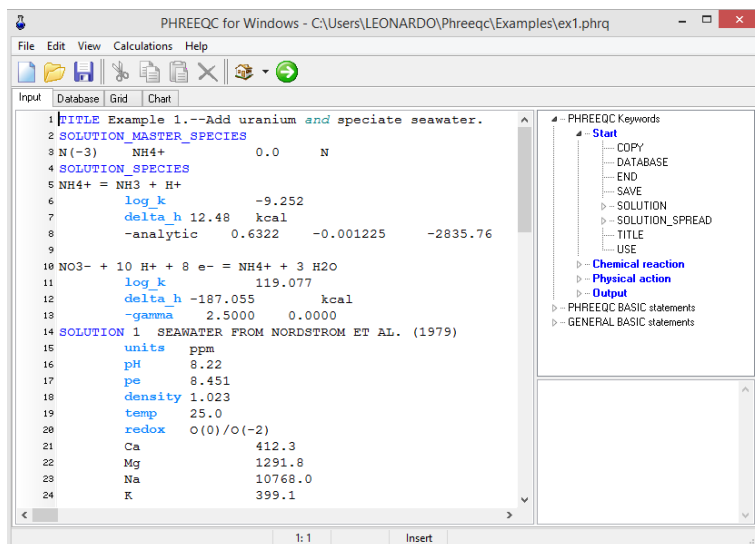 PHREEQC for Windows - C:\Users\LEONARDO\Phreeqc\Examples\ex1.phrq
File Edit View Calculations Help
Input Database Grid Chart
1 TITLE Example 1.--Add uranium and speciate seawater.
2 SOLUTION_MASTER_SPECIES
3 N(-3) NH4+ 0.0 N
4 SOLUTION_SPECIES
5 NH4+ = NH3 + H+
6 log_k -9.252
7 delta_h 12.48 kcal
8 -analytic 0.6322 -0.001225 -2835.76
9
10 NO3- + 10 H+ + 8 e- = NH4+ + 3 H2O
11 log_k 119.077
12 delta_h -187.055 kcal
13 -gamma 2.5000 0.0000
14 SOLUTION 1 SEAWATER FROM NORDSTROM ET AL. (1979)
15 units ppm
16 pH 8.22
17 pe 8.451
18 density 1.023
19 temp 25.0
20 redox O(0)/O(-2)
21 Ca 412.3
22 Mg 1291.8
23 Na 10768.0
24 K 399.1
PHREEQC Keywords
Start
COPY
DATABASE
END
SAVE
SOLUTION
SOLUTION_SPREAD
TITLE
USE
Chemical reaction
Physical action
Output
PHREEQC BASIC statements
GENERAL BASIC statements
1: 1 Insert